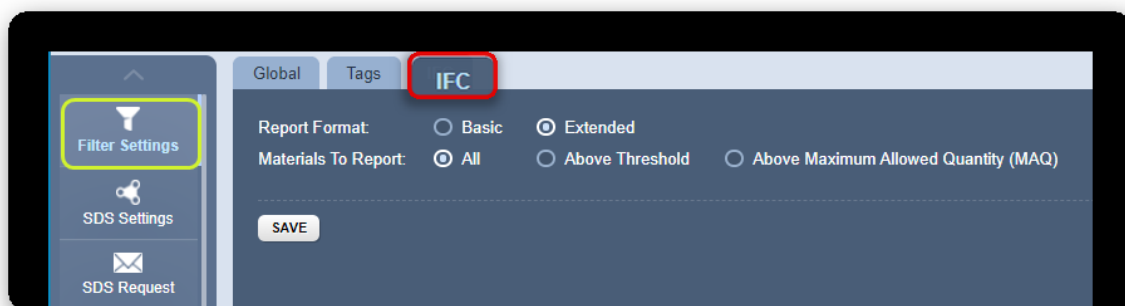 Global Tags IFC
Filter Settings
Report Format: Basic Extended
Materials To Report: All Above Threshold Above Maximum Allowed Quantity (MAQ)
SDS Settings
SAVE
SDS Request